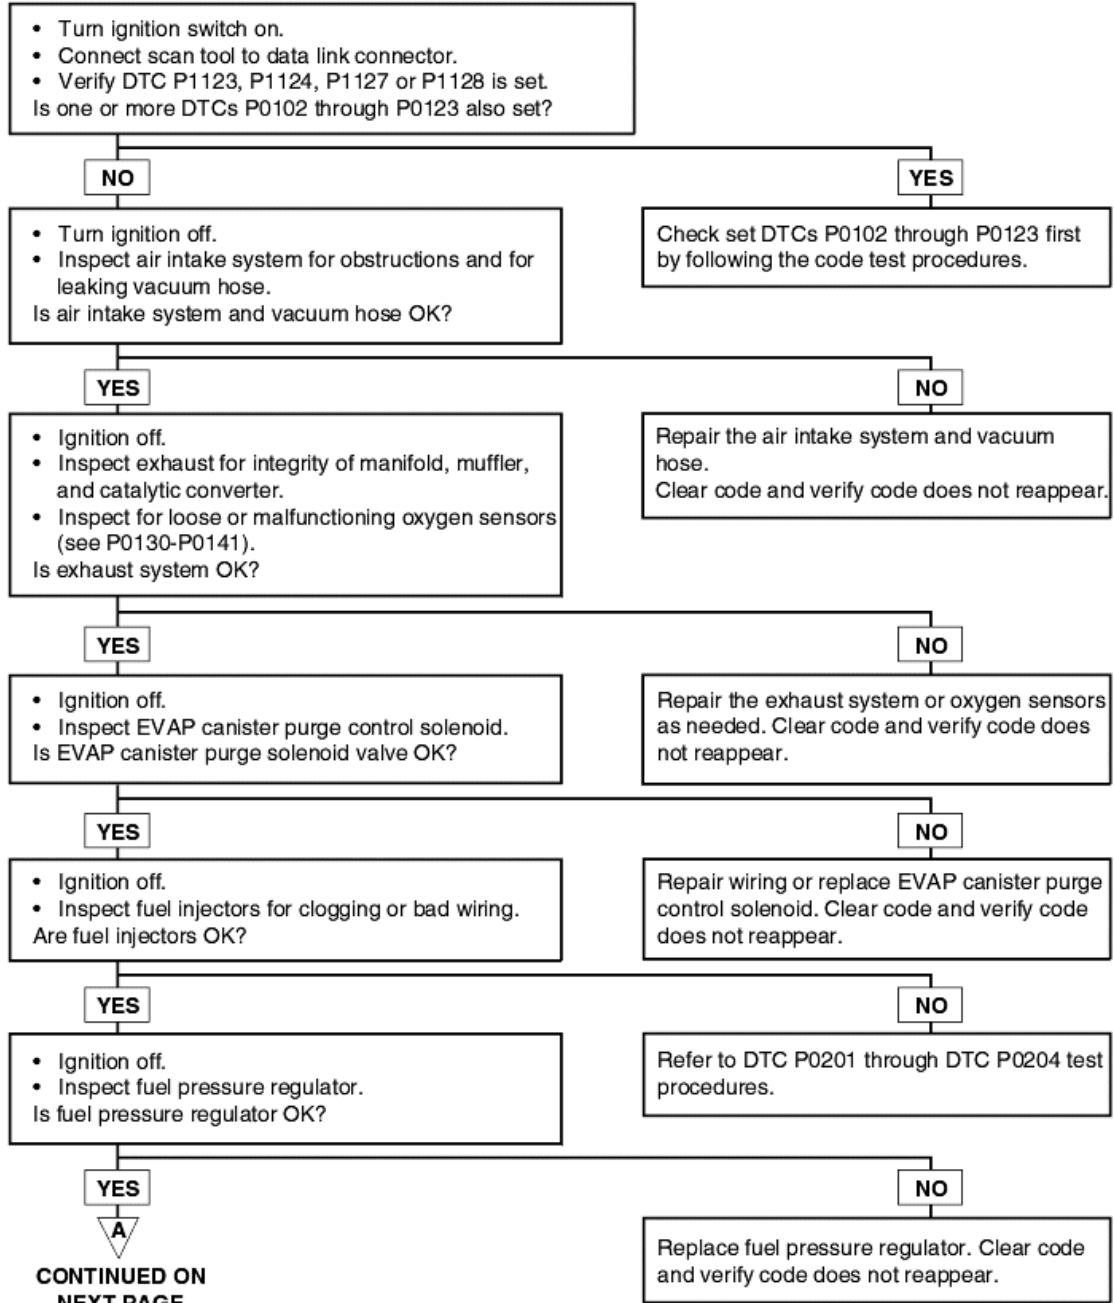 • Turn ignition switch on.
• Connect scan tool to data link connector.
• Verify DTC P1123, P1124, P1127 or P1128 is set.
Is one or more DTCs P0102 through P0123 also set?
NO
YES
• Turn ignition off.
• Inspect air intake system for obstructions and for
leaking vacuum hose.
Is air intake system and vacuum hose OK?
Check set DTCs P0102 through P0123 first
by following the code test procedures.
YES
NO
• Ignition off.
• Inspect exhaust for integrity of manifold, muffler,
and catalytic converter.
• Inspect for loose or malfunctioning oxygen sensors
(see P0130-P0141).
Is exhaust system OK?
Repair the air intake system and vacuum
hose.
Clear code and verify code does not reappear.
YES
NO
• Ignition off.
• Inspect EVAP canister purge control solenoid.
Is EVAP canister purge solenoid valve OK?
Repair the exhaust system or oxygen sensors
as needed. Clear code and verify code does
not reappear.
YES
NO
• Ignition off.
• Inspect fuel injectors for clogging or bad wiring.
Are fuel injectors OK?
Repair wiring or replace EVAP canister purge
control solenoid. Clear code and verify code
does not reappear.
YES
NO
• Ignition off.
• Inspect fuel pressure regulator.
Is fuel pressure regulator OK?
Refer to DTC P0201 through DTC P0204 test
procedures.
YES
NO
A
CONTINUED ON
NEXT PAGE
Replace fuel pressure regulator. Clear code
and verify code does not reappear.